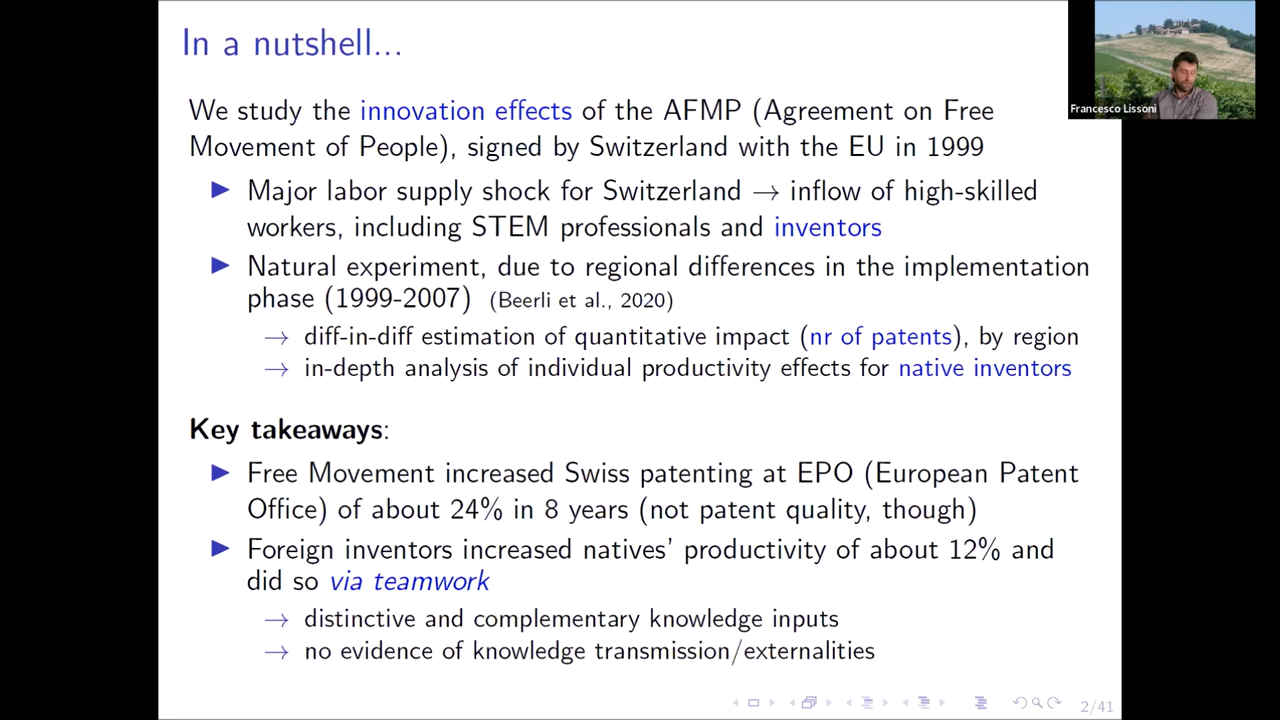 In a nutshell...
Francesco Lissoni
We study the innovation effects of the AFMP (Agreement on Free
Movement of People), signed by Switzerland with the EU in 1999
▶ Major labor supply shock for Switzerland → inflow of high-skilled
workers, including STEM professionals and inventors
▶ Natural experiment, due to regional differences in the implementation
phase (1999-2007) (Beerli et al., 2020)
→ diff-in-diff estimation of quantitative impact (nr of patents), by region
→ in-depth analysis of individual productivity effects for native inventors
Key takeaways:
▶ Free Movement increased Swiss patenting at EPO (European Patent
Office) of about 24% in 8 years (not patent quality, though)
▶ Foreign inventors increased natives' productivity of about 12% and
did so via teamwork
→ distinctive and complementary knowledge inputs
→ no evidence of knowledge transmission/externalities
2/41